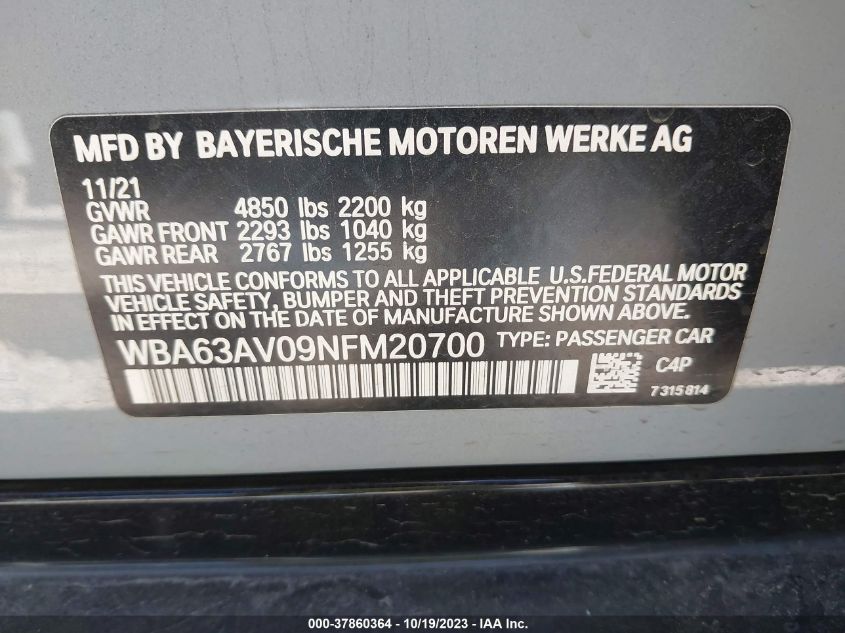 MFD BY BAYERISCHE MOTOREN WERKE AG
11/21
GVWR 4850 lbs 2200 kg
GAWR FRONT 2293 lbs 1040 kg
GAWR REAR 2767 lbs 1255 kg
THIS VEHICLE CONFORMS TO ALL APPLICABLE U.S.FEDERAL MOTOR
VEHICLE SAFETY, BUMPER AND THEFT PREVENTION STANDARDS
IN EFFECT ON THE DATE OF MANUFACTURE SHOWN ABOVE.
WBA63AV09NFM20700 TYPE: PASSENGER CAR
C4P
7315814
000-37860364 - 10/19/2023 - IAA Inc.